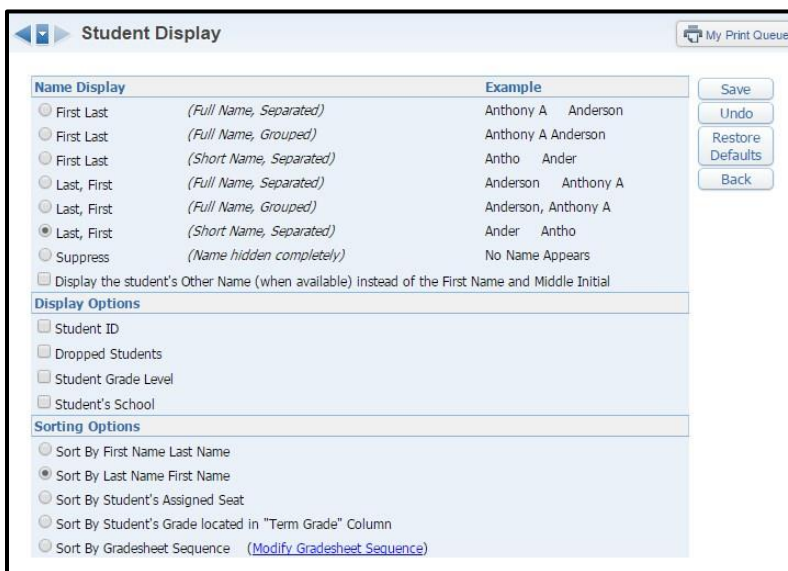 Student Display
My Print Queue
Name Display Example
First Last (Full Name, Separated) Anthony A Anderson
First Last (Full Name, Grouped) Anthony A Anderson
First Last (Short Name, Separated) Antho Ander
Last, First (Full Name, Separated) Anderson Anthony A
Last, First (Full Name, Grouped) Anderson, Anthony A
Last, First (Short Name, Separated) Ander Antho
Suppress (Name hidden completely) No Name Appears
Display the student's Other Name (when available) instead of the First Name and Middle Initial
Display Options
Student ID
Dropped Students
Student Grade Level
Student's School
Sorting Options
Sort By First Name Last Name
Sort By Last Name First Name
Sort By Student's Assigned Seat
Sort By Student's Grade located in "Term Grade" Column
Sort By Gradesheet Sequence (Modify Gradesheet Sequence)
Save
Undo
Restore
Defaults
Back